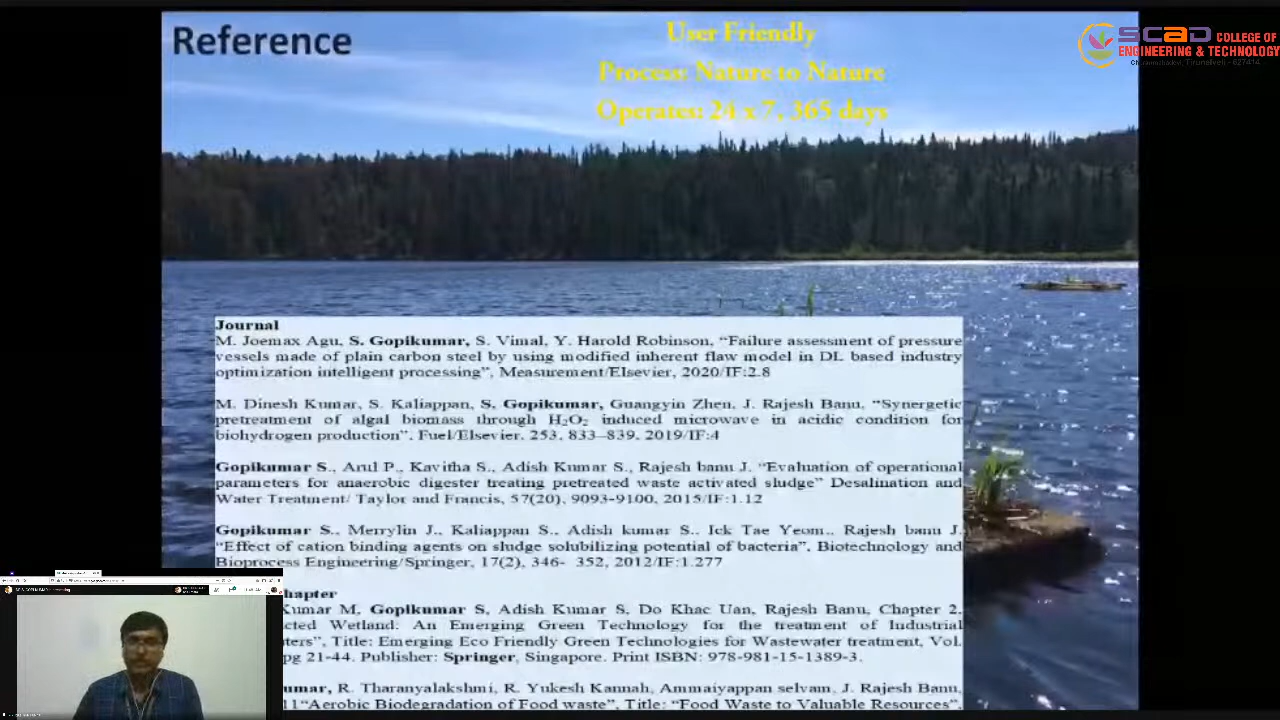 Reference
User Friendly
Process: Nature to Nature
Operates: 24 x 7, 365 days
SCAD COLLEGE OF
ENGINEERING & TECHNOLOGY
Cheranmahadevi, Tirunelveli - 627414
Journal
M. Joemax Agu, S. Gopikumar, S. Vimal, Y. Harold Robinson, “Failure assessment of pressure
vessels made of plain carbon steel by using modified inherent flaw model in DL based industry
optimization intelligent processing”, Measurement/Elsevier, 2020/IF:2.8
M. Dinesh Kumar, S. Kaliappan, S. Gopikumar, Guangyin Zhen, J. Rajesh Banu, “Synergetic
pretreatment of algal biomass through H₂O₂ induced microwave in acidic condition for
biohydrogen production”, Fuel/Elsevier, 253, 833–839, 2019/IF:4
Gopikumar S., Arul P., Kavitha S., Adish Kumar S., Rajesh banu J. “Evaluation of operational
parameters for anaerobic digester treating pretreated waste activated sludge” Desalination and
Water Treatment/ Taylor and Francis, 57(20), 9093-9100, 2015/IF:1.12
Gopikumar S., Merrylin J., Kaliappan S., Adish kumar S., Ick Tae Yeom., Rajesh banu J.
“Effect of cation binding agents on sludge solubilizing potential of bacteria”, Biotechnology and
Bioprocess Engineering/Springer, 17(2), 346- 352, 2012/IF:1.277
hapter
Kumar M, Gopikumar S, Adish Kumar S, Do Khac Uan, Rajesh Banu, Chapter 2.
cted Wetland: An Emerging Green Technology for the treatment of Industrial
ters”, Title: Emerging Eco Friendly Green Technologies for Wastewater treatment, Vol.
pg 21-44. Publisher: Springer, Singapore. Print ISBN: 978-981-15-1389-3.
umar, R. Tharanyalakshmi, R. Yukesh Kannah, Ammaiyappan selvam, J. Rajesh Banu,
11“Aerobic Biodegradation of Food waste”, Title: “Food Waste to Valuable Resources”,